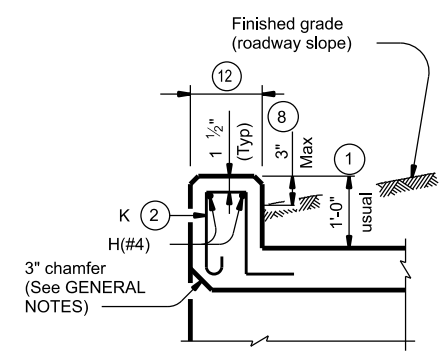 Finished grade
(roadway slope)
12
8
1 1/2"
(Typ)
3"
Max
1
1'-0"
usual
K 2
H(#4)
3" chamfer
(See GENERAL
NOTES)